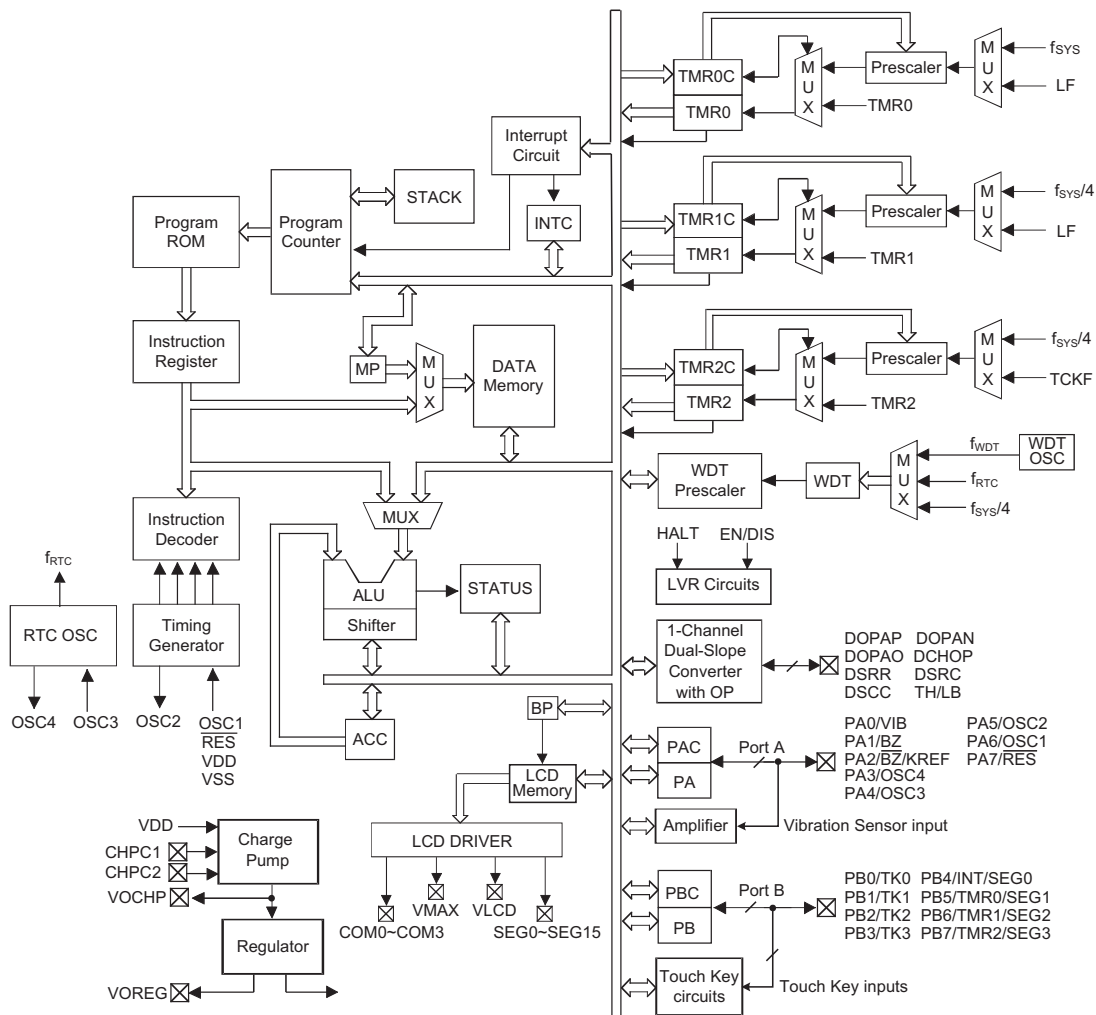 Program
ROM
Program
Counter
STACK
Interrupt
Circuit
INTC
Instruction
Register
MP
M
U
X
DATA
Memory
Instruction
Decoder
MUX
ALU
Shifter
STATUS
fRTC
RTC OSC
OSC4
OSC3
Timing
Generator
OSC2
OSC1
RES
VDD
VSS
ACC
BP
LCD
Memory
LCD DRIVER
COM0~COM3
VMAX
VLCD
SEG0~SEG15
VDD
CHPC1
CHPC2
VOCHP
Charge
Pump
Regulator
VOREG
TMR0C
TMR0
M
U
X
Prescaler
TMR0
M
U
X
fSYS
LF
TMR1C
TMR1
M
U
X
Prescaler
TMR1
M
U
X
fSYS/4
LF
TMR2C
TMR2
M
U
X
Prescaler
TMR2
M
U
X
fSYS/4
TCKF
WDT
Prescaler
WDT
M
U
X
fWDT
WDT
OSC
fRTC
fSYS/4
HALT
EN/DIS
LVR Circuits
1-Channel
Dual-Slope
Converter
with OP
DOPAP DOPAN
DOPAO DCHOP
DSRR DSRC
DSCC TH/LB
PAC
PA
Port A
PA0/VIB PA5/OSC2
PA1/BZ PA6/OSC1
PA2/BZ/KREF PA7/RES
PA3/OSC4
PA4/OSC3
Amplifier
Vibration Sensor input
PBC
PB
Port B
PB0/TK0 PB4/INT/SEG0
PB1/TK1 PB5/TMR0/SEG1
PB2/TK2 PB6/TMR1/SEG2
PB3/TK3 PB7/TMR2/SEG3
Touch Key
circuits
Touch Key inputs